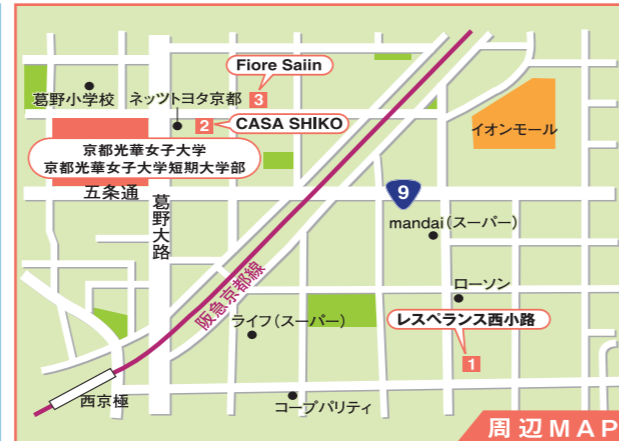 Fiore Saiin
3
葛野小学校
ネッツトヨタ京都
2
CASA SHIKO
イオンモール
京都光華女子大学
京都光華女子大学短期大学部
五条通
葛野大路
9
mandai(スーパー)
阪急京都線
ローソン
ライフ(スーパー)
レスペランス西小路
1
西京極
コープパリティ
周辺MAP